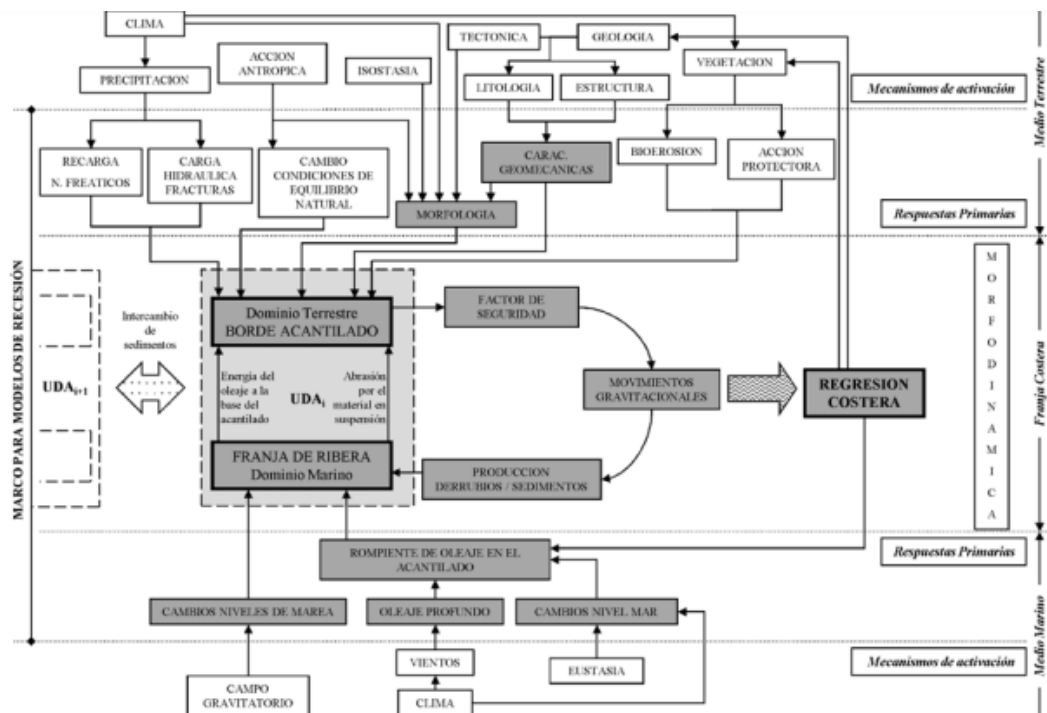 CLIMA
TECTONICA
GEOLOGIA
ACCION
ANTROPICA
ISOSTASIA
VEGETACION
PRECIPITACION
LITOLOGIA
ESTRUCTURA
Mecanismos de activación
Medio Terrestre
RECARGA
N. FREATICOS
CARGA
HIDRAULICA
FRACTURAS
CAMBIO
CONDICIONES DE
EQUILIBRIO
NATURAL
CARAC.
GEOMECANICAS
BIOEROSION
ACCION
PROTECTORA
MORFOLOGIA
Respuestas Primarias
MARCO PARA MODELOS DE RECESIÓN
UDAi+1
Intercambio
de
sedimentos
Dominio Terrestre
BORDE ACANTILADO
Energía del
oleaje a la
base del
acantilado
UDAi
Abrasión
por el
material en
suspensión
FRANJA DE RIBERA
Dominio Marino
FACTOR DE
SEGURIDAD
MOVIMIENTOS
GRAVITACIONALES
PRODUCCION
DERRUBIOS / SEDIMENTOS
REGRESION
COSTERA
MORFODINAMICA
Franja Costera
ROMPIENTE DE OLEAJE EN EL
ACANTILADO
Respuestas Primarias
CAMBIOS NIVELES DE MAREA
OLEAJE PROFUNDO
CAMBIOS NIVEL MAR
Medio Marino
VIENTOS
EUSTASIA
Mecanismos de activación
CAMPO
GRAVITATORIO
CLIMA